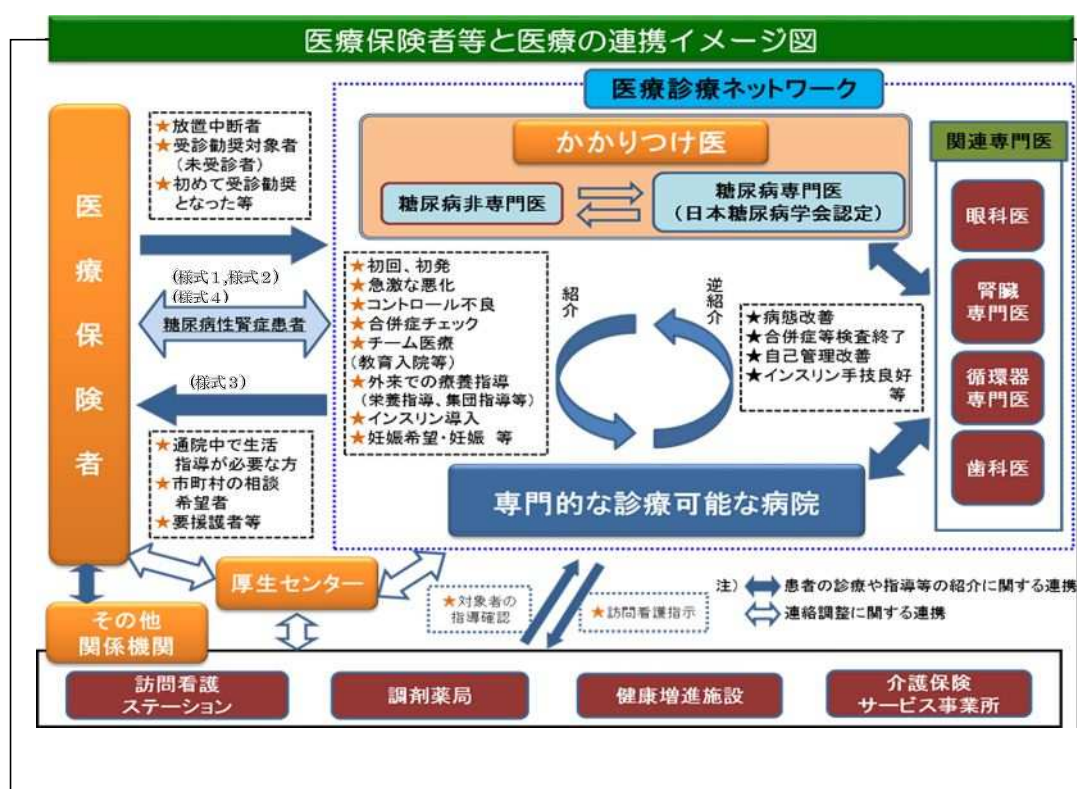 医療保険者等と医療の連携イメージ図
医療診療ネットワーク
医
療
保
険
者
★放置中断者
★受診勧奨対象者
(未受診者)
★初めて受診勧奨
となった等
(様式1,様式2)
(様式4)
糖尿病性腎症患者
(様式3)
★通院中で生活
指導が必要な方
★市町村の相談
希望者
★要援護者等
かかりつけ医
糖尿病非専門医
糖尿病専門医
(日本糖尿病学会認定)
★初回、初発
★急激な悪化
★コントロール不良
★合併症チェック
★チーム医療
(教育入院等)
★外来での療養指導
(栄養指導、集団指導等)
★インスリン導入
★妊娠希望・妊娠 等
紹介
逆紹介
★病態改善
★合併症等検査終了
★自己管理改善
★インスリン手技良好
等
専門的な診療可能な病院
関連専門医
眼科医
腎臓
専門医
循環器
専門医
歯科医
厚生センター
その他
関係機関
★対象者の
指導確認
★訪問看護指示
注) 患者の診療や指導等の紹介に関する連携
連絡調整に関する連携
訪問看護
ステーション
調剤薬局
健康増進施設
介護保険
サービス事業所